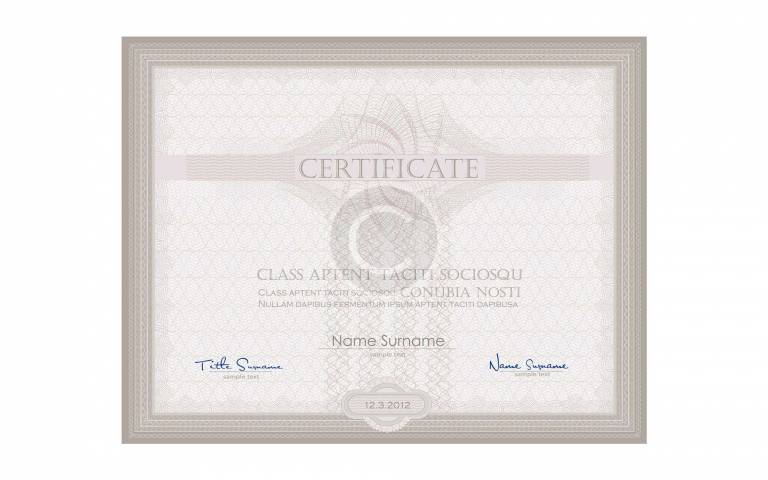 CERTIFICATE
C
CLASS APTENT TACITI SOCIOSQU
CLASS APTENT TACITI SOCIOSQU CONUBIA NOSTI
NULLAM DAPIBUS FERMENTUM IPSUM APTENT TACITI DAPIBUSA
Name Surname
sample text
Title Surname
sample text
Name Surname
sample text
12.3.2012